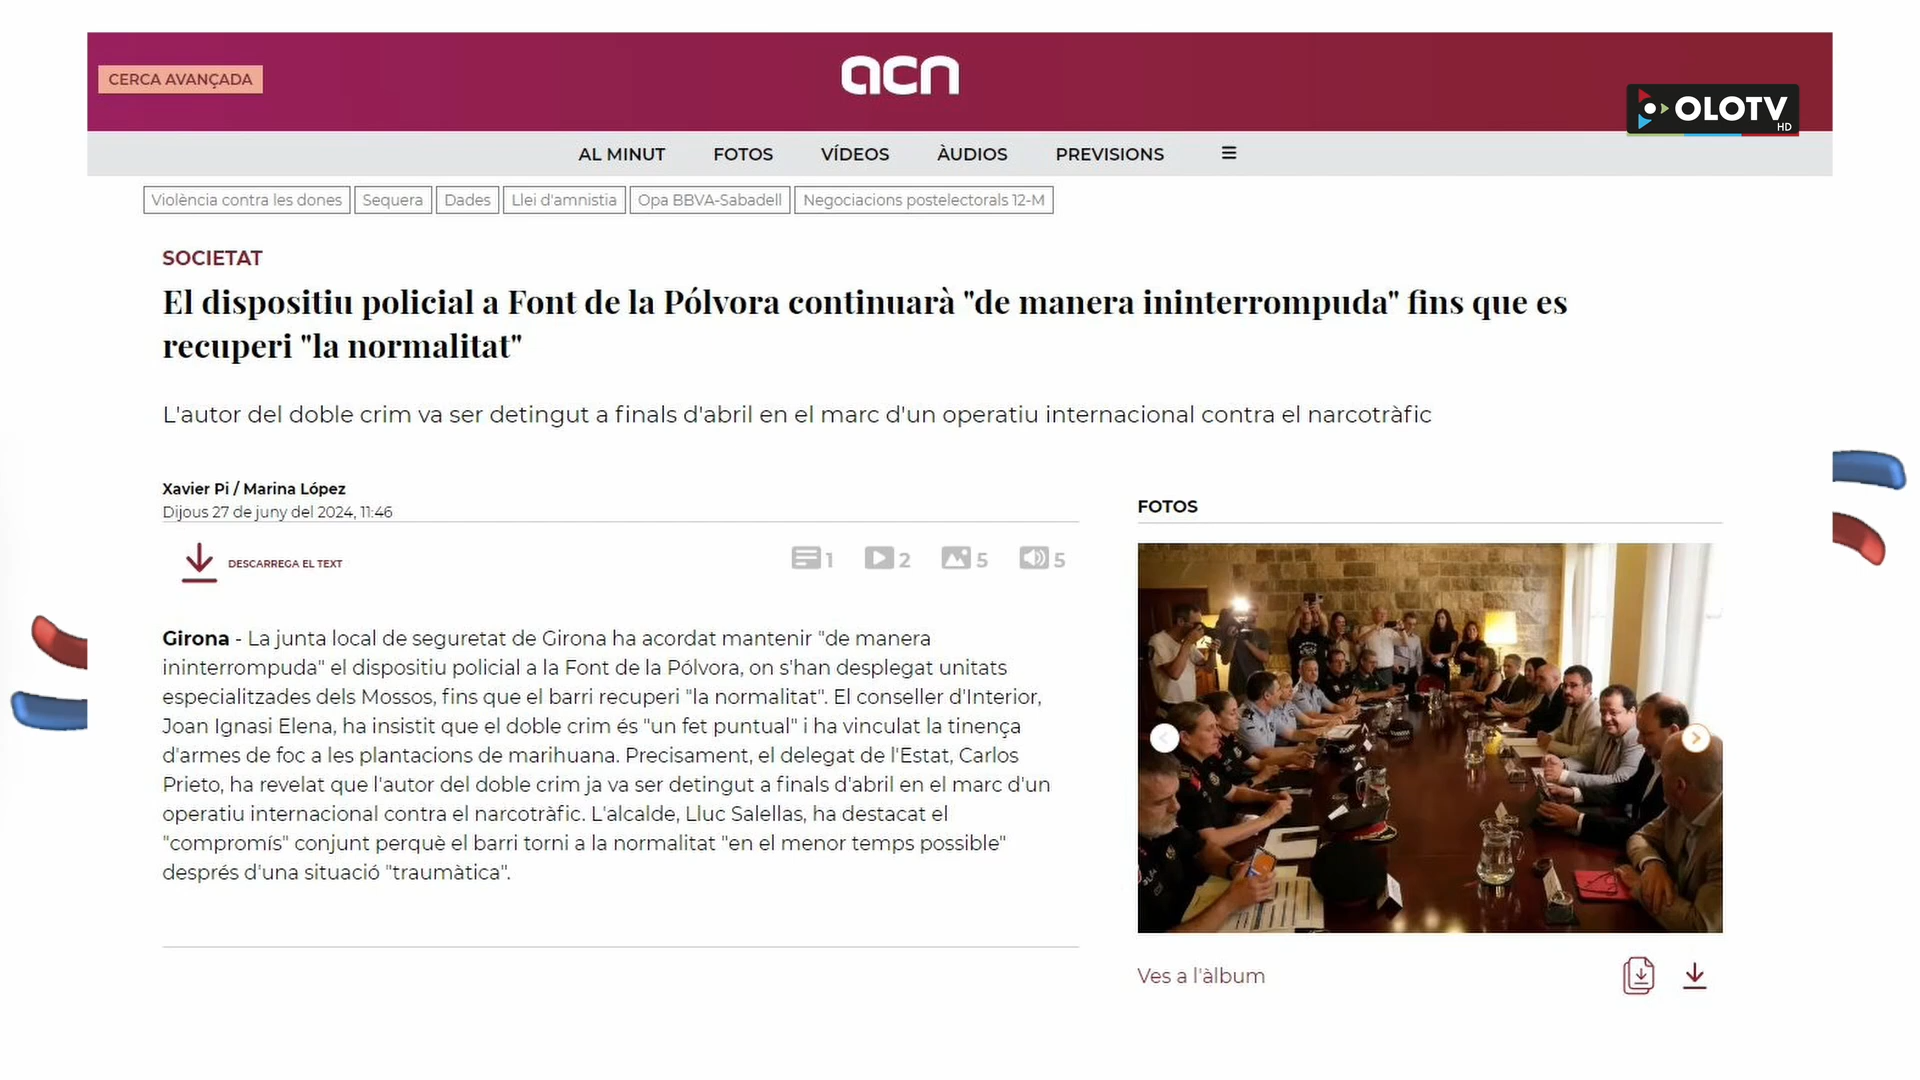 CERCA AVANÇADA
acn
OLOTV
HD
AL MINUT FOTOS VÍDEOS ÀUDIOS PREVISIONS
Violència contra les dones Sequera Dades Llei d'amnistia Opa BBVA-Sabadell Negociacions postelectorals 12-M
SOCIETAT
El dispositiu policial a Font de la Pólvora continuarà "de manera ininterrompuda" fins que es
recuperi "la normalitat"
L'autor del doble crim va ser detingut a finals d'abril en el marc d'un operatiu internacional contra el narcotràfic
Xavier Pi / Marina López
Dijous 27 de juny del 2024, 11:46
DESCARREGA EL TEXT
1 2 5 5
Girona - La junta local de seguretat de Girona ha acordat mantenir "de manera
ininterrompuda" el dispositiu policial a la Font de la Pólvora, on s'han desplegat unitats
especialitzades dels Mossos, fins que el barri recuperi "la normalitat". El conseller d'Interior,
Joan Ignasi Elena, ha insistit que el doble crim és "un fet puntual" i ha vinculat la tinença
d'armes de foc a les plantacions de marihuana. Precisament, el delegat de l'Estat, Carlos
Prieto, ha revelat que l'autor del doble crim ja va ser detingut a finals d'abril en el marc d'un
operatiu internacional contra el narcotràfic. L'alcalde, Lluc Salellas, ha destacat el
"compromís" conjunt perquè el barri torni a la normalitat "en el menor temps possible"
després d'una situació "traumàtica".
FOTOS
Ves a l'àlbum